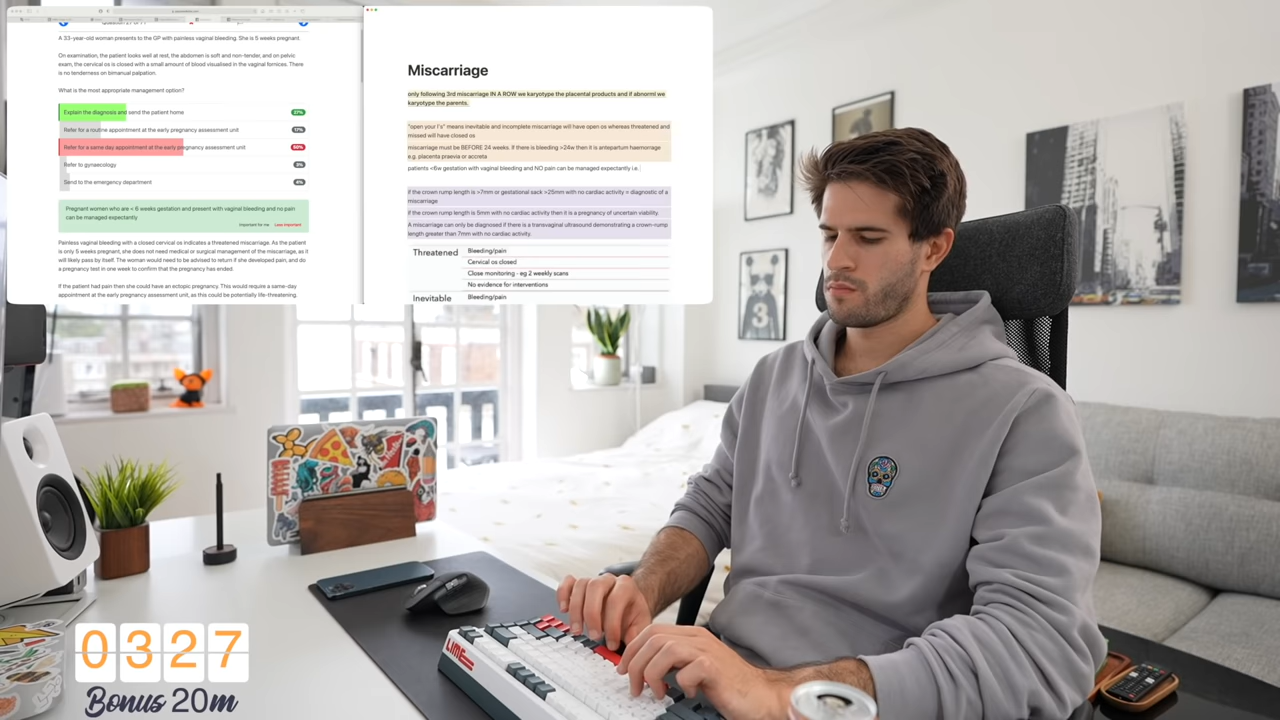 A 33-year-old woman presents to the GP with painless vaginal bleeding. She is 5 weeks pregnant.
On examination, the patient looks well at rest, the abdomen is soft and non-tender, and on pelvic
exam, the cervical os is closed with a small amount of blood visualised in the vaginal fornices. There
is no tenderness on bimanual palpation.
What is the most appropriate management option?
Explain the diagnosis and send the patient home
Refer for a routine appointment at the early pregnancy assessment unit
17%
Refer for a same day appointment at the early pregnancy assessment unit
Refer to gynaecology
Send to the emergency department
Pregnant women who are < 6 weeks gestation and present with vaginal bleeding and no pain
can be managed expectantly
Important for me Less important
Painless vaginal bleeding with a closed cervical os indicates a threatened miscarriage. As the patient
is only 5 weeks pregnant, she does not need medical or surgical management of the miscarriage, as it
will likely pass by itself. The woman would need to be advised to return if she developed pain, and do
a pregnancy test in one week to confirm that the pregnancy has ended.
If the patient had pain then she could have an ectopic pregnancy. This would require a same-day
appointment at the early pregnancy assessment unit, as this could be potentially life-threatening.
Miscarriage
only following 3rd miscarriage IN A ROW we karyotype the placental products and if abnorml we
karyotype the parents.
"open your I's" means inevitable and incomplete miscarriage will have open os whereas threatened and
missed will have closed os
miscarriage must be BEFORE 24 weeks. If there is bleeding >24w then it is antepartum haemorrage
e.g. placenta praevia or accreta
patients <6w gestation with vaginal bleeding and NO pain can be managed expectantly i.e.
if the crown rump length is >7mm or gestational sack >25mm with no cardiac activity = diagnostic of a
miscarriage
if the crown rump length is 5mm with no cardiac activity then it is a pregnancy of uncertain viability.
A miscarriage can only be diagnosed if there is a transvaginal ultrasound demonstrating a crown-rump
length greater than 7mm with no cardiac activity.
Threatened
Bleeding/pain
Cervical os closed
Close monitoring - eg 2 weekly scans
No evidence for interventions
Inevitable
Bleeding/pain
3
LIME
0327
Bonus 20m